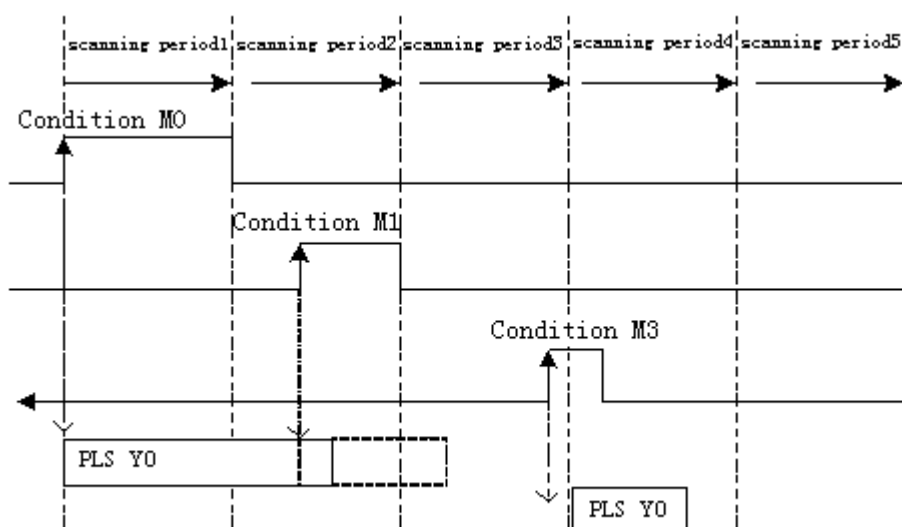 scanning period1 scanning period2 scanning period3 scanning period4 scanning period5
Condition M0
Condition M1
Condition M3
PLS Y0
PLS Y0